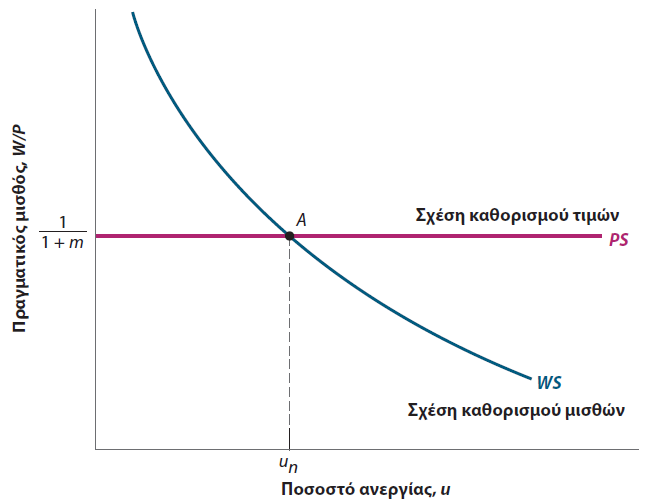 Πραγματικός μισθός, W/P
1
1 + m
A
Σχέση καθορισμού τιμών
PS
WS
Σχέση καθορισμού μισθών
un
Ποσοστό ανεργίας, u